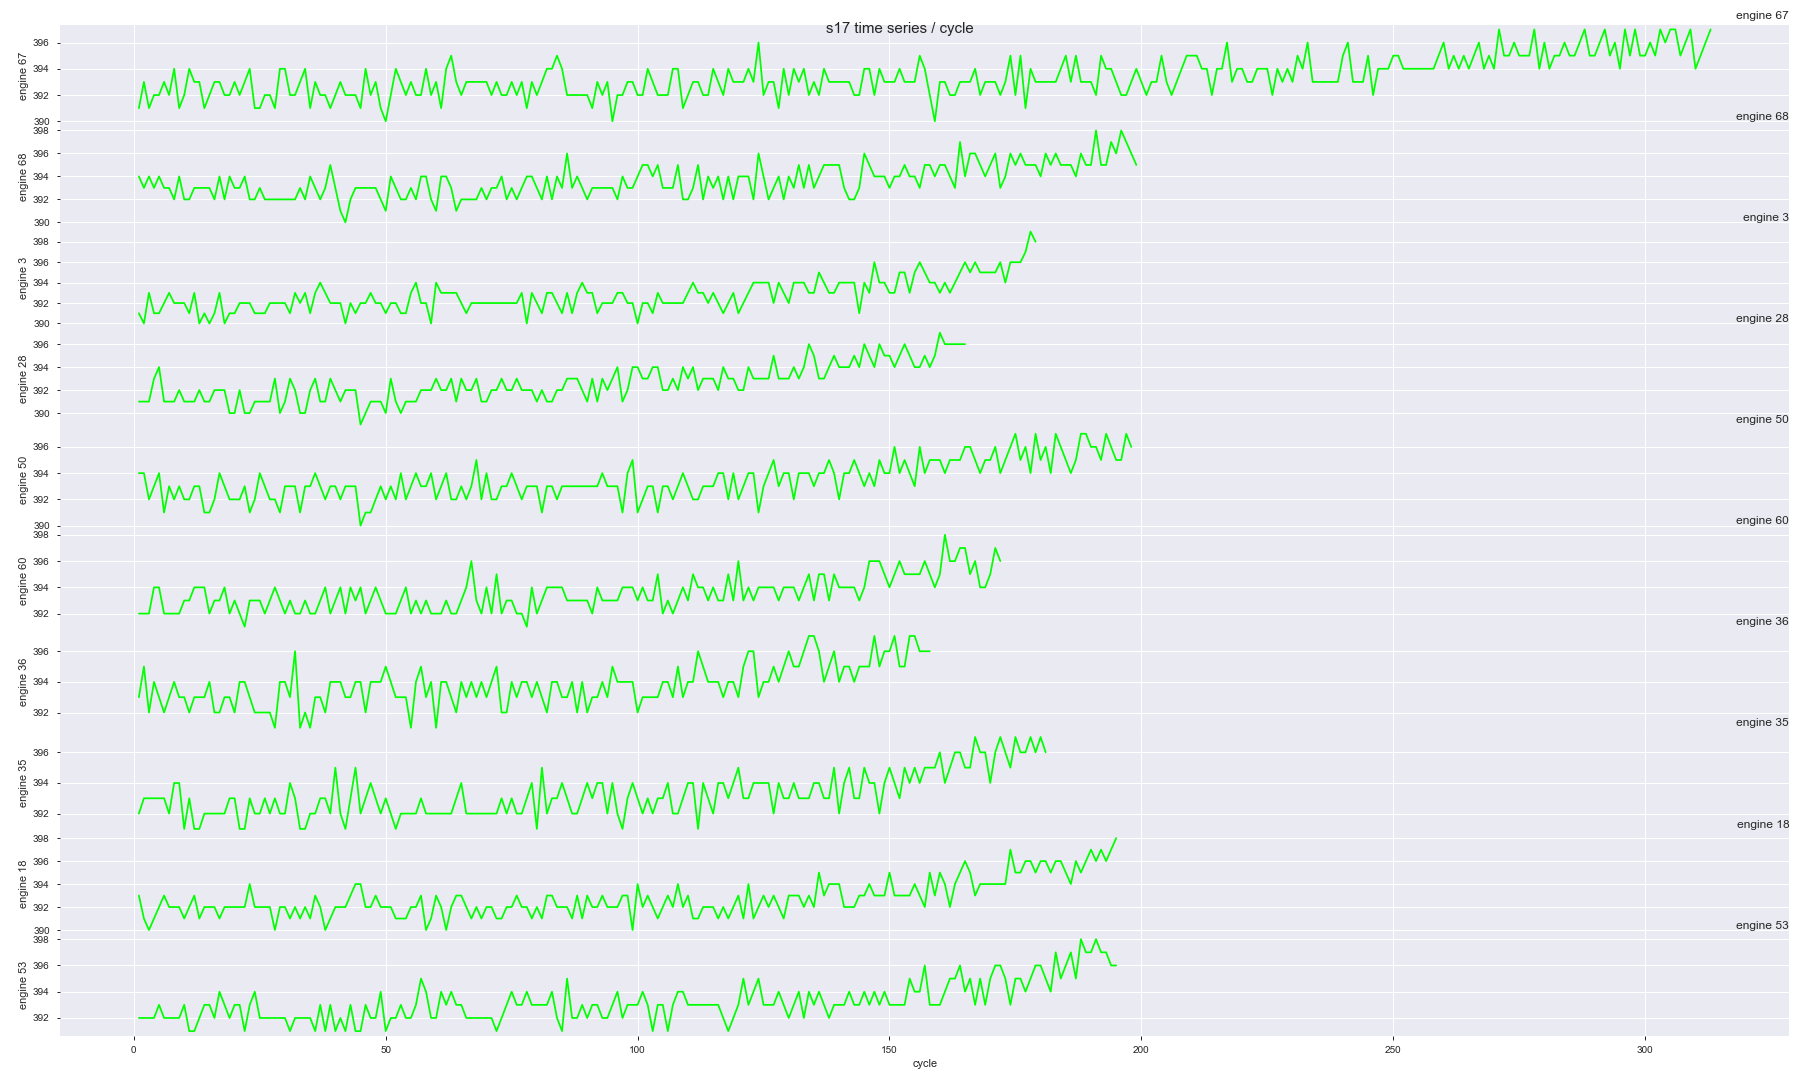 s17 time series / cycle
engine 67
engine 67
396
394
392
390
engine 68
engine 68
398
396
394
392
390
engine 3
engine 3
398
396
394
392
390
engine 28
engine 28
396
394
392
390
engine 50
engine 50
396
394
392
390
engine 60
engine 60
398
396
394
392
engine 36
engine 36
396
394
392
engine 35
engine 35
396
394
392
engine 18
engine 18
398
396
394
392
390
engine 53
engine 53
398
396
394
392
0 50 100 150 200 250 300
cycle